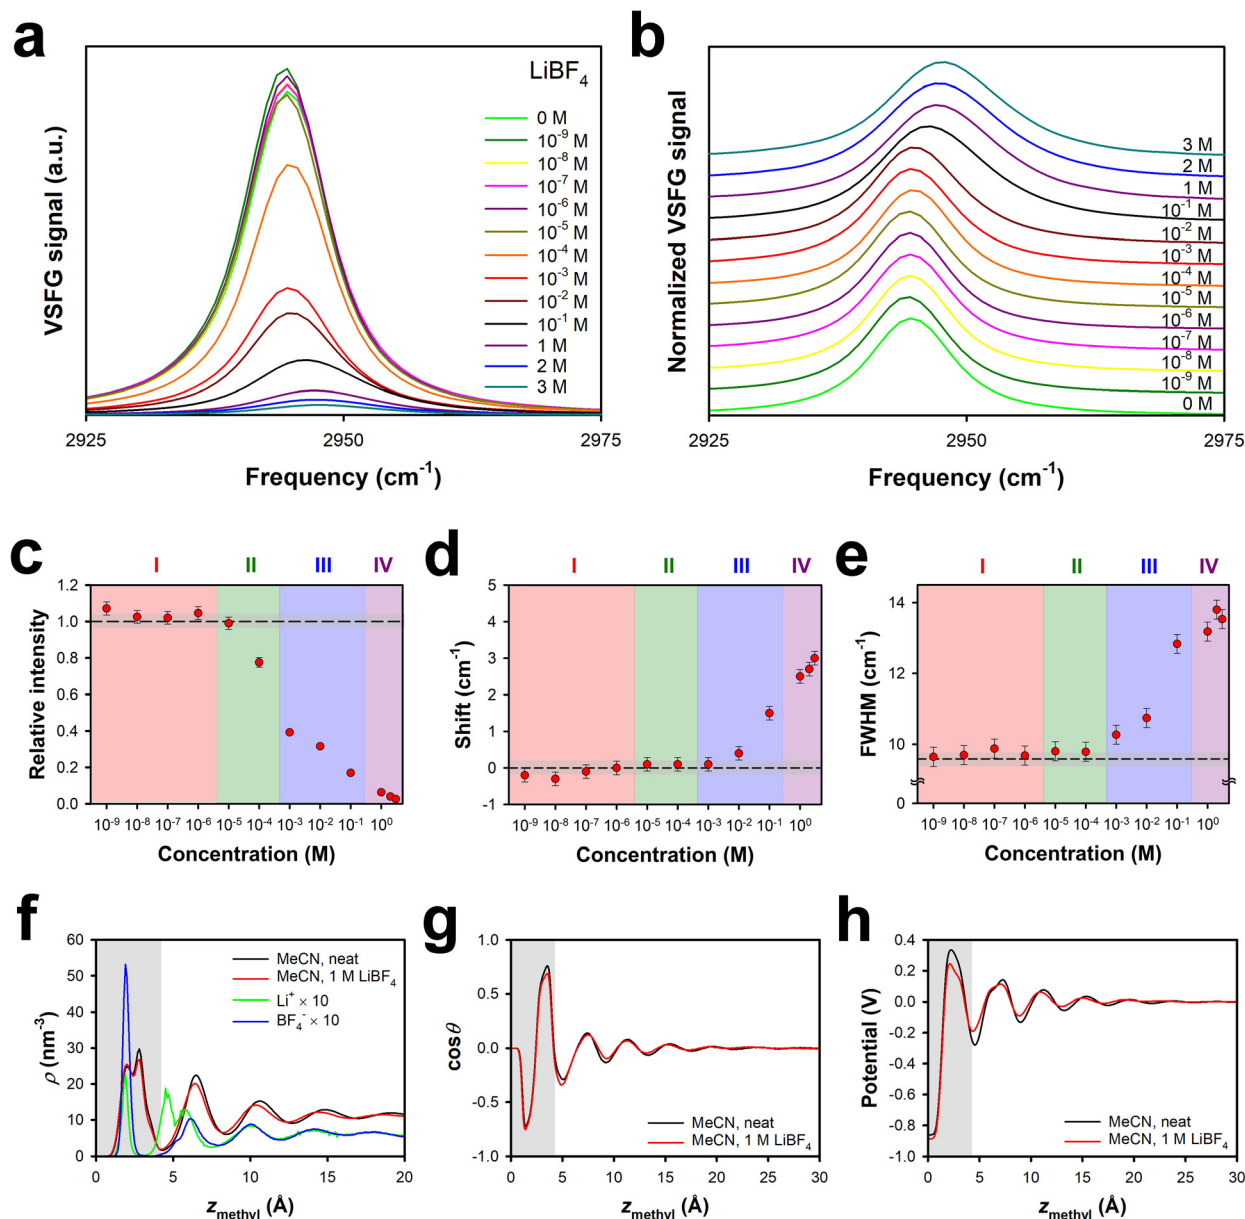 a
VSFG signal (a.u.)
LiBF4
0 M
10-9 M
10-8 M
10-7 M
10-6 M
10-5 M
10-4 M
10-3 M
10-2 M
10-1 M
1 M
2 M
3 M
2925 2950 2975
Frequency (cm-1)
b
Normalized VSFG signal
3 M
2 M
1 M
10-1 M
10-2 M
10-3 M
10-4 M
10-5 M
10-6 M
10-7 M
10-8 M
10-9 M
0 M
2925 2950 2975
Frequency (cm-1)
c
I II III IV
Relative intensity
1.2
1.0
0.8
0.6
0.4
0.2
0.0
10-9 10-8 10-7 10-6 10-5 10-4 10-3 10-2 10-1 100
Concentration (M)
d
I II III IV
Shift (cm-1)
5
4
3
2
1
0
-1
10-9 10-8 10-7 10-6 10-5 10-4 10-3 10-2 10-1 100
Concentration (M)
e
I II III IV
FWHM (cm-1)
14
12
10
0
10-9 10-8 10-7 10-6 10-5 10-4 10-3 10-2 10-1 100
Concentration (M)
f
ρ (nm-3)
60
50
40
30
20
10
0
MeCN, neat
MeCN, 1 M LiBF4
Li+ × 10
BF4- × 10
0 5 10 15 20
zmethyl (Å)
g
cosθ
1.0
0.5
0.0
-0.5
-1.0
MeCN, neat
MeCN, 1 M LiBF4
0 5 10 15 20 25 30
zmethyl (Å)
h
Potential (V)
0.4
0.2
0.0
-0.2
-0.4
-0.6
-0.8
-1.0
MeCN, neat
MeCN, 1 M LiBF4
0 5 10 15 20 25 30
zmethyl (Å)